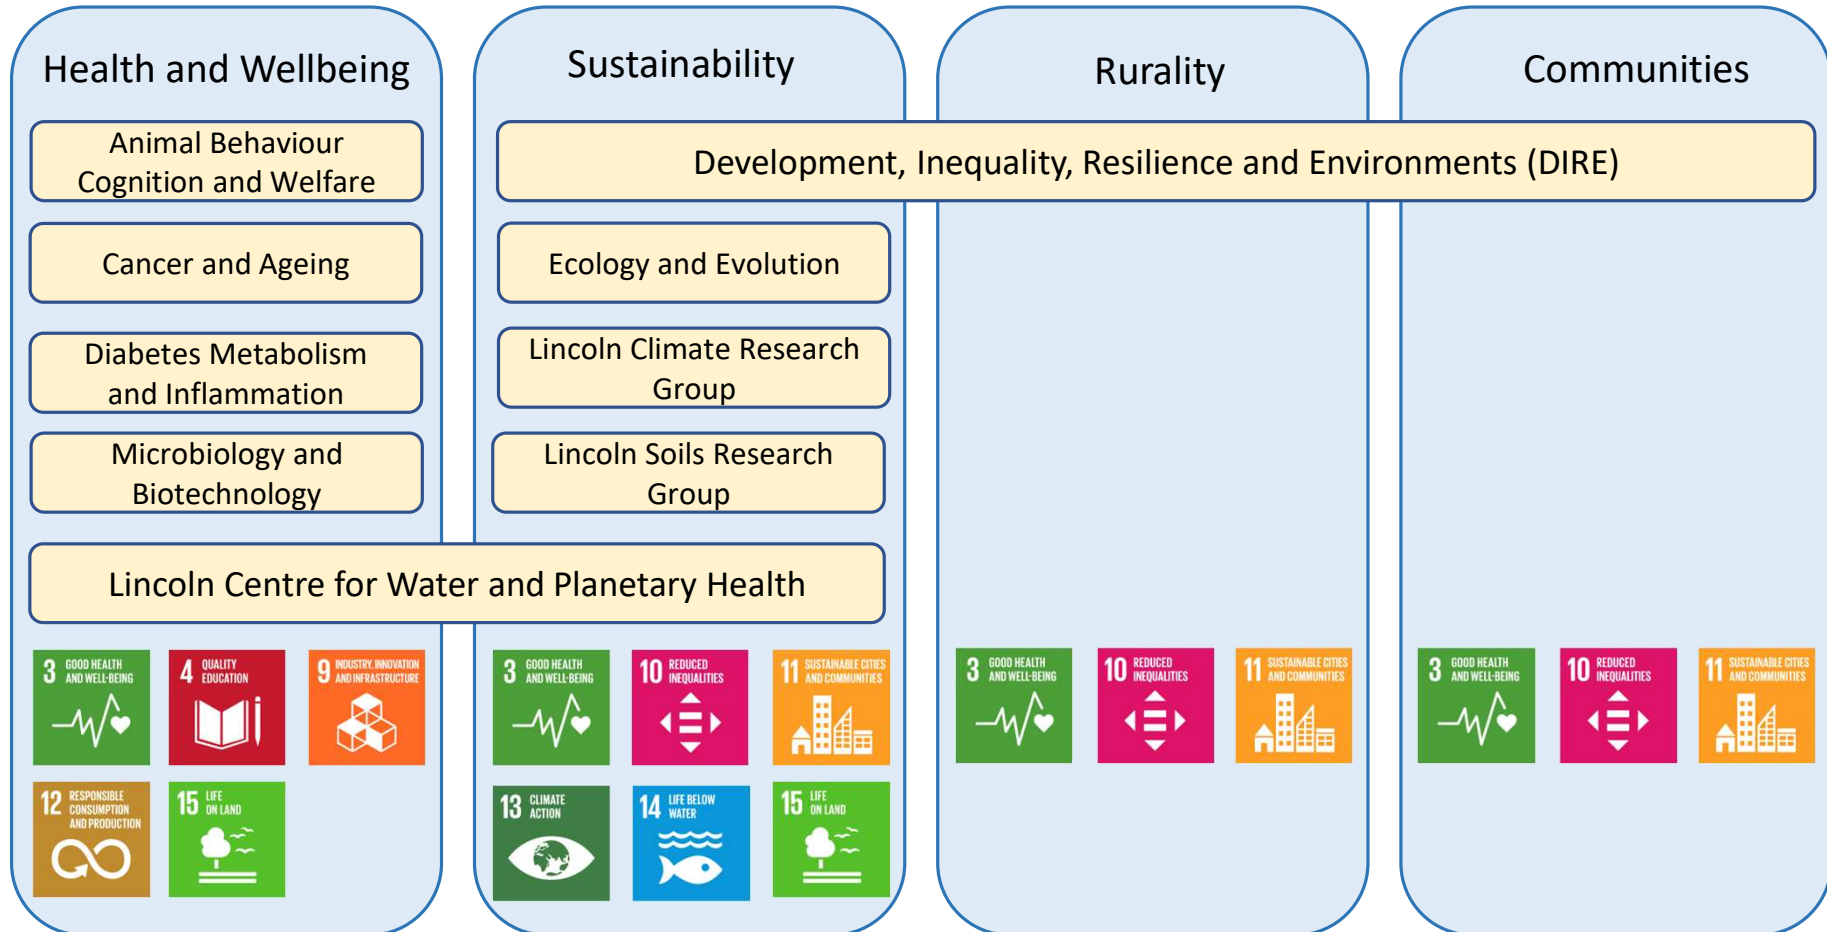 Health and Wellbeing
Animal Behaviour
Cognition and Welfare
Cancer and Ageing
Diabetes Metabolism
and Inflammation
Microbiology and
Biotechnology
Sustainability
Rurality
Communities
Development, Inequality, Resilience and Environments (DIRE)
Ecology and Evolution
Lincoln Climate Research
Group
Lincoln Soils Research
Group
Lincoln Centre for Water and Planetary Health
3 GOOD HEALTH
AND WELL-BEING
4 QUALITY
EDUCATION
9 INDUSTRY, INNOVATION
AND INFRASTRUCTURE
12 RESPONSIBLE
CONSUMPTION
AND PRODUCTION
15 LIFE
ON LAND
3 GOOD HEALTH
AND WELL-BEING
10 REDUCED
INEQUALITIES
11 SUSTAINABLE CITIES
AND COMMUNITIES
13 CLIMATE
ACTION
14 LIFE BELOW
WATER
15 LIFE
ON LAND
3 GOOD HEALTH
AND WELL-BEING
10 REDUCED
INEQUALITIES
11 SUSTAINABLE CITIES
AND COMMUNITIES
3 GOOD HEALTH
AND WELL-BEING
10 REDUCED
INEQUALITIES
11 SUSTAINABLE CITIES
AND COMMUNITIES